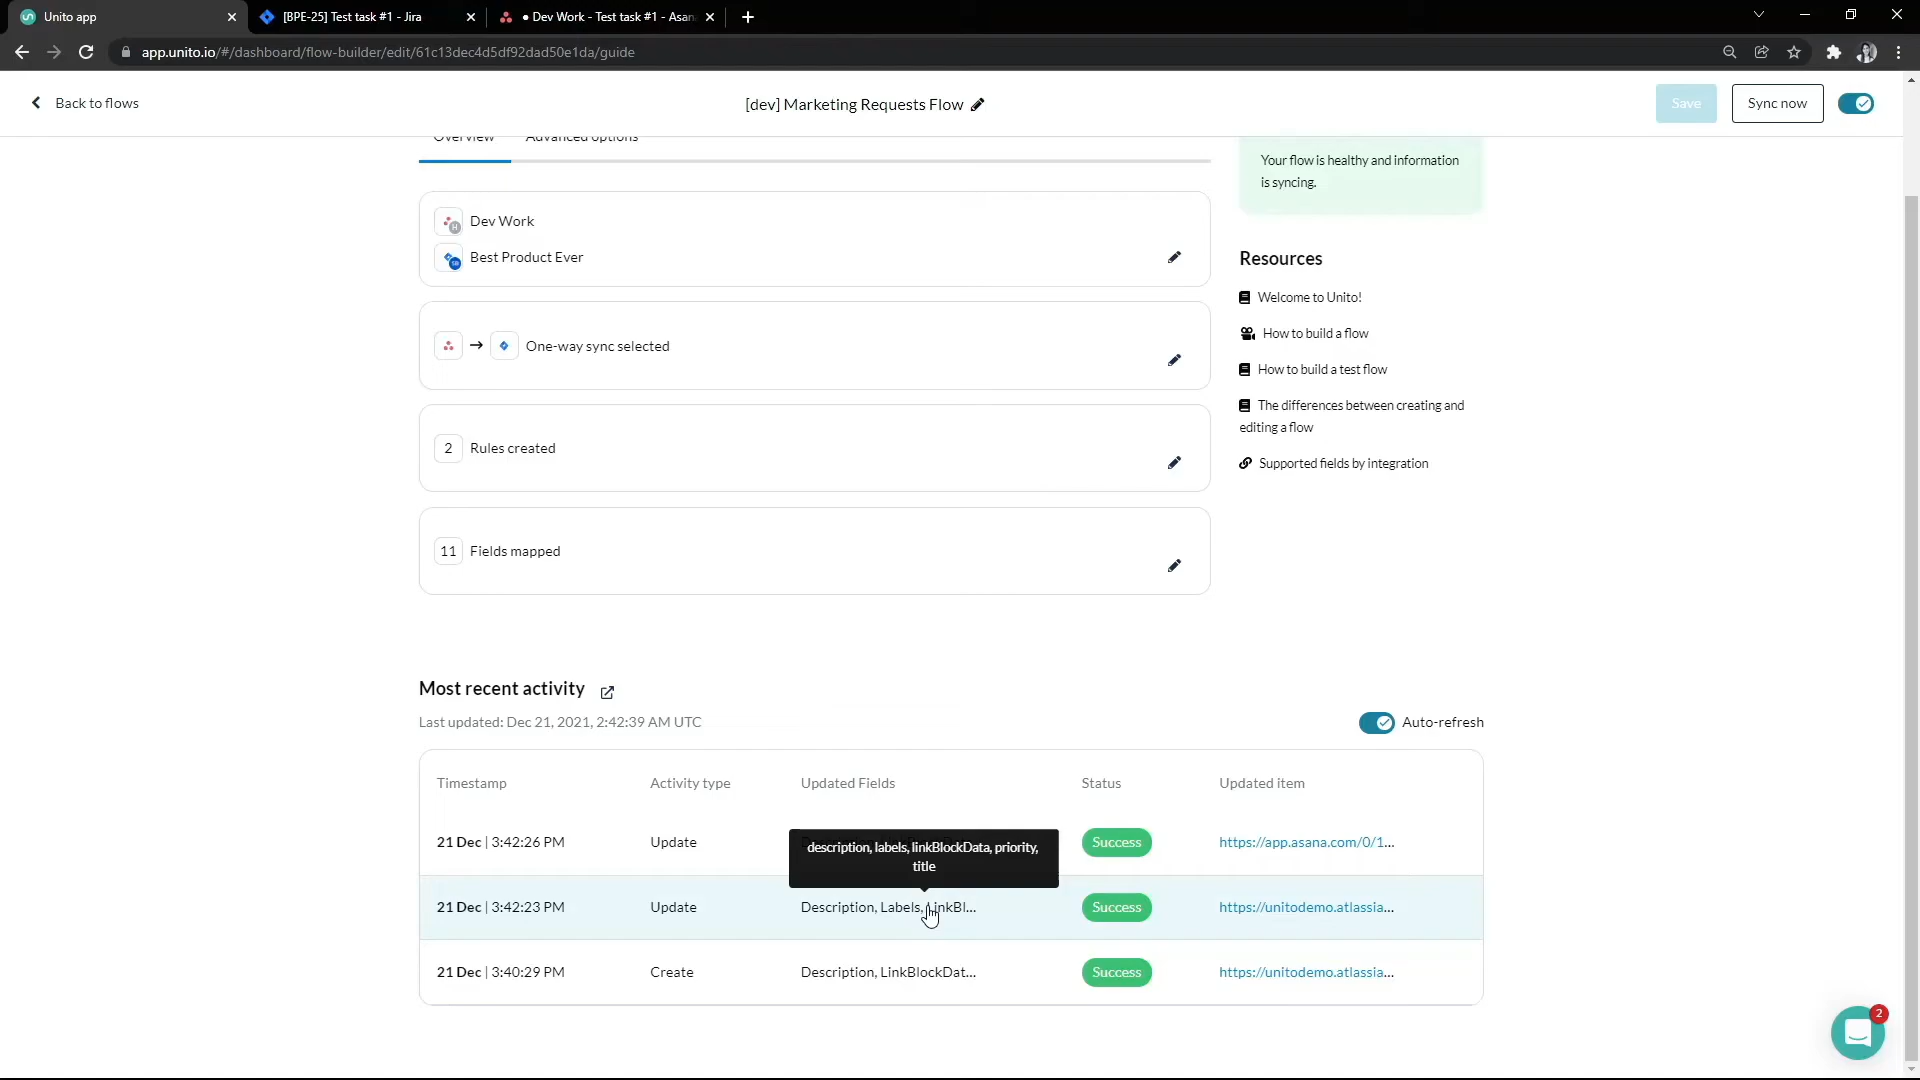 Unito app
[BPE-25] Test task #1 - Jira
• Dev Work - Test task #1 - Asan
app.unito.io/#/dashboard/flow-builder/edit/61c13dec4d5df92dad50e1da/guide
Back to flows
[dev] Marketing Requests Flow
Save
Sync now
Overview
Advanced options
Your flow is healthy and information
is syncing.
Dev Work
Best Product Ever
One-way sync selected
2 Rules created
11 Fields mapped
Resources
Welcome to Unito!
How to build a flow
How to build a test flow
The differences between creating and
editing a flow
Supported fields by integration
Most recent activity
Last updated: Dec 21, 2021, 2:42:39 AM UTC
Auto-refresh
Timestamp Activity type Updated Fields Status Updated item
21 Dec | 3:42:26 PM Update Success https://app.asana.com/0/1...
description, labels, linkBlockData, priority,
title
21 Dec | 3:42:23 PM Update Description, Labels, LinkBl... Success https://unitodemo.atlassia...
21 Dec | 3:40:29 PM Create Description, LinkBlockDat... Success https://unitodemo.atlassia...
2